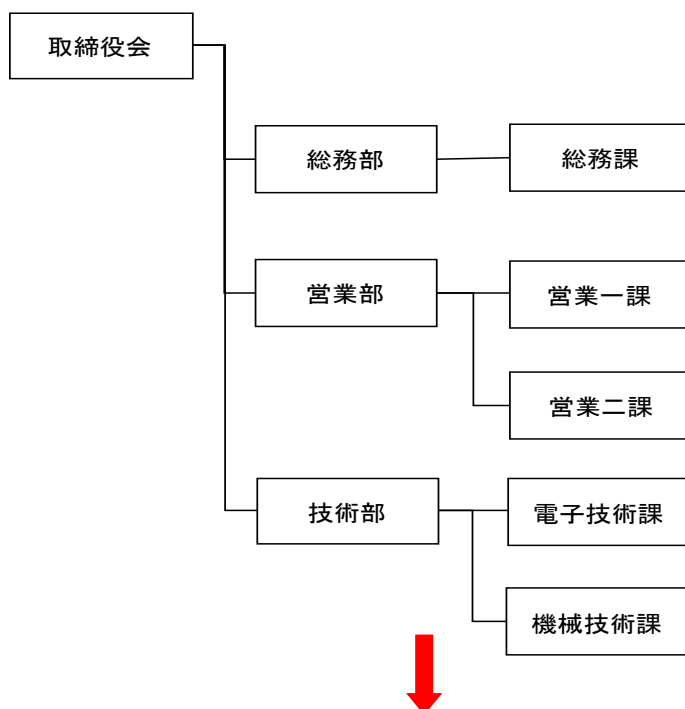 取締役会
総務部
総務課
営業部
営業一課
営業二課
技術部
電子技術課
機械技術課